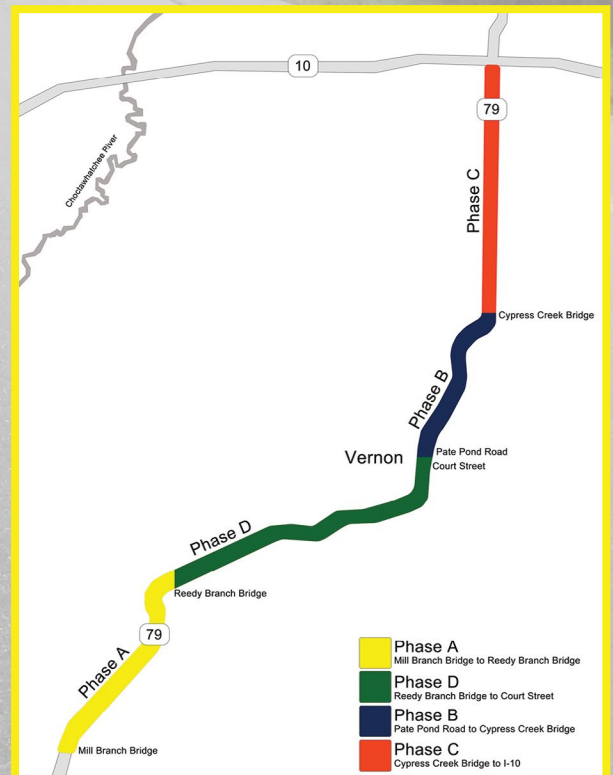 10
79
Choctawhatchee River
Phase C
Cypress Creek Bridge
Phase B
Vernon
Pate Pond Road
Court Street
Phase D
Reedy Branch Bridge
79
Phase A
Mill Branch Bridge
Phase A
Mill Branch Bridge to Reedy Branch Bridge
Phase D
Reedy Branch Bridge to Court Street
Phase B
Pate Pond Road to Cypress Creek Bridge
Phase C
Cypress Creek Bridge to I-10